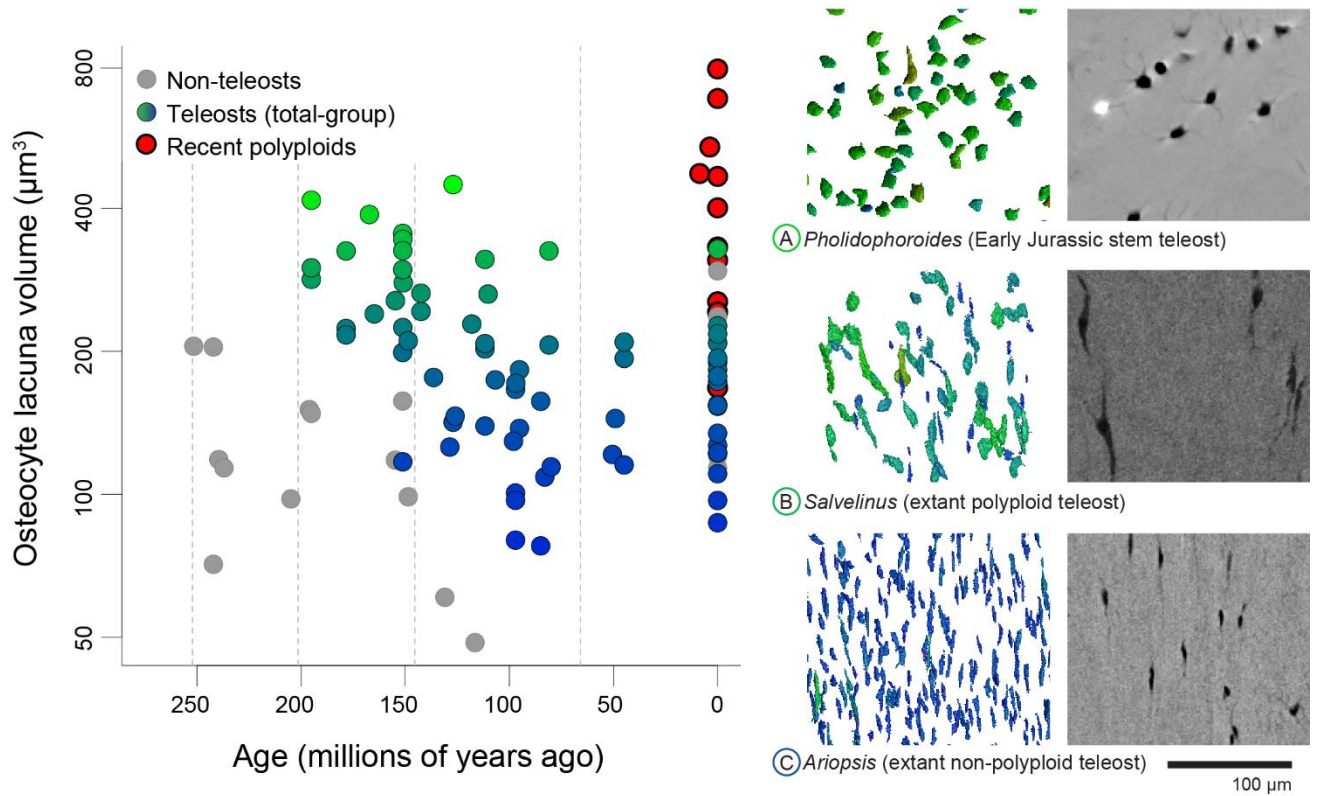 Osteocyte lacuna volume (µm³)
800
400
200
100
50
Non-teleosts
Teleosts (total-group)
Recent polyploids
250
200
150
100
50
0
Age (millions of years ago)
A Pholidophoroides (Early Jurassic stem teleost)
B Salvelinus (extant polyploid teleost)
C Ariopsis (extant non-polyploid teleost)
100 µm